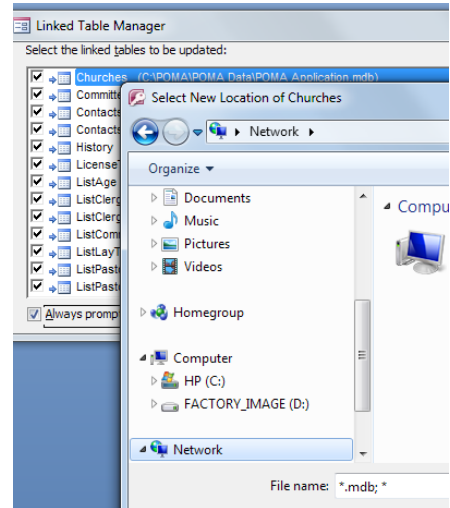 Linked Table Manager
Select the linked tables to be updated:
Churches (C:\POMA\POMA Data\POMA Application.mdb)
Committe
Contacts
Contacts
History
LicenseT
ListAge
ListClerg
ListClerg
ListComm
ListLayT
ListPasto
ListPasto
Always prompt
Select New Location of Churches
Network
Organize
Documents
Music
Pictures
Videos
Homegroup
Computer
HP (C:)
FACTORY_IMAGE (D:)
Network
Compu
File name: *.mdb; *